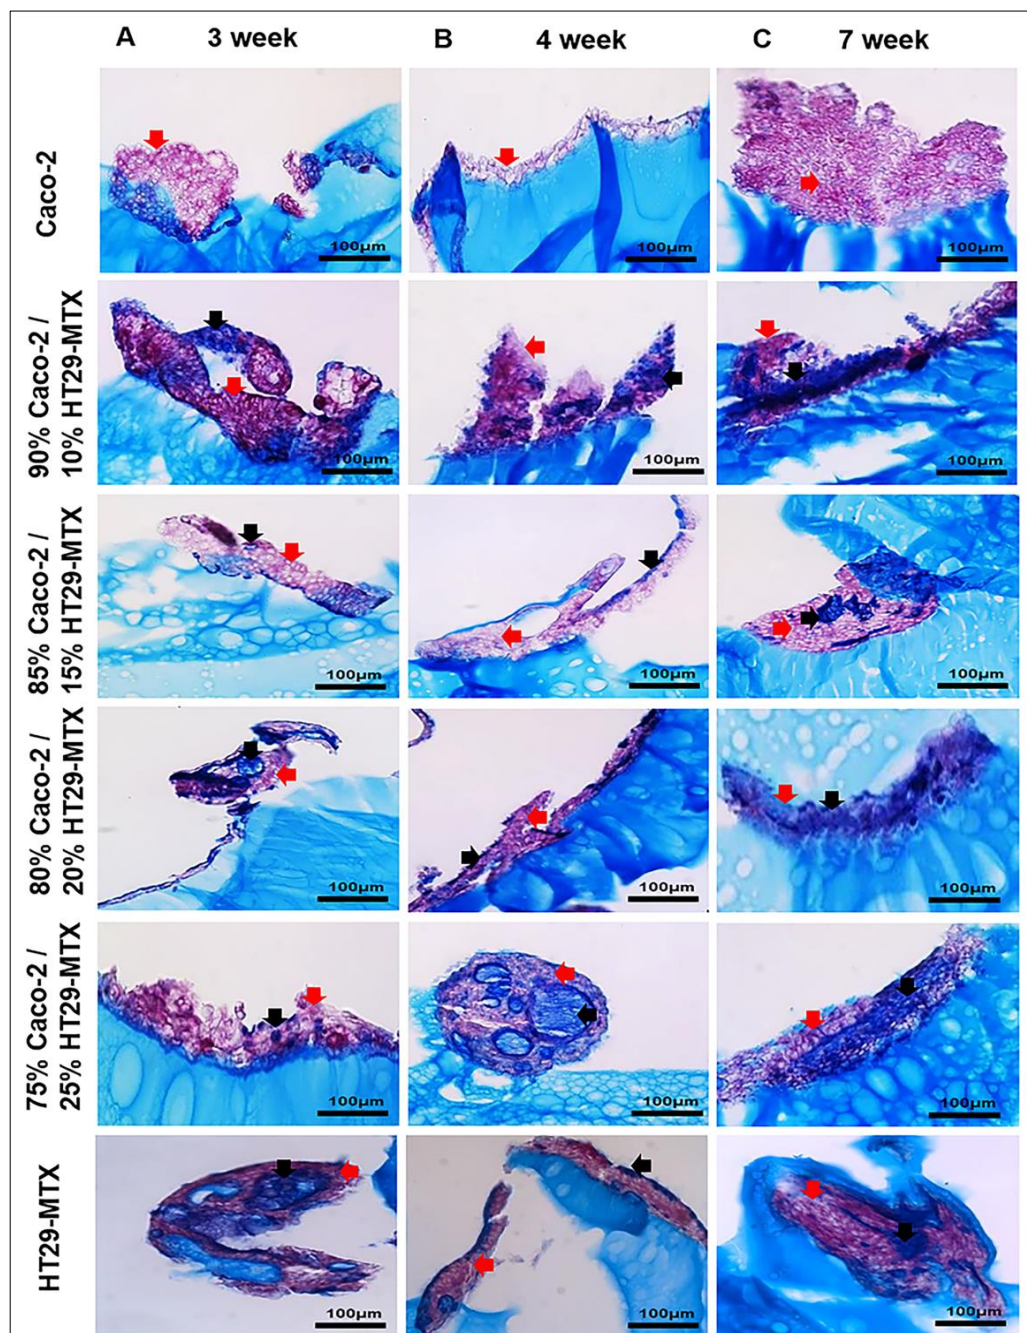 A 3 week B 4 week C 7 week
Caco-2
100µm 100µm 100µm
90% Caco-2 /
10% HT29-MTX
100µm 100µm 100µm
85% Caco-2 /
15% HT29-MTX
100µm 100µm 100µm
80% Caco-2 /
20% HT29-MTX
100µm 100µm 100µm
75% Caco-2 /
25% HT29-MTX
100µm 100µm 100µm
HT29-MTX
100µm 100µm 100µm